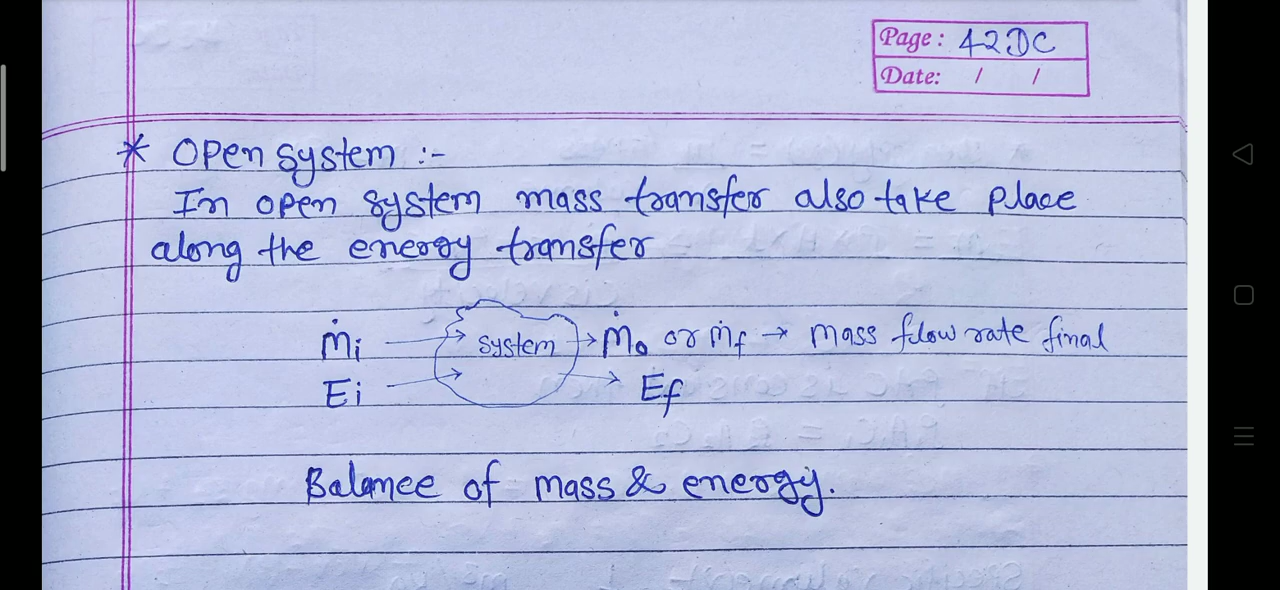 Page: 42DC
Date: / /
* Open system :-
In open system mass transfer also take place
along the energy transfer
ṁi → system → ṁo or ṁf → mass flow rate final
Ei → → Ef
Balance of mass & energy.